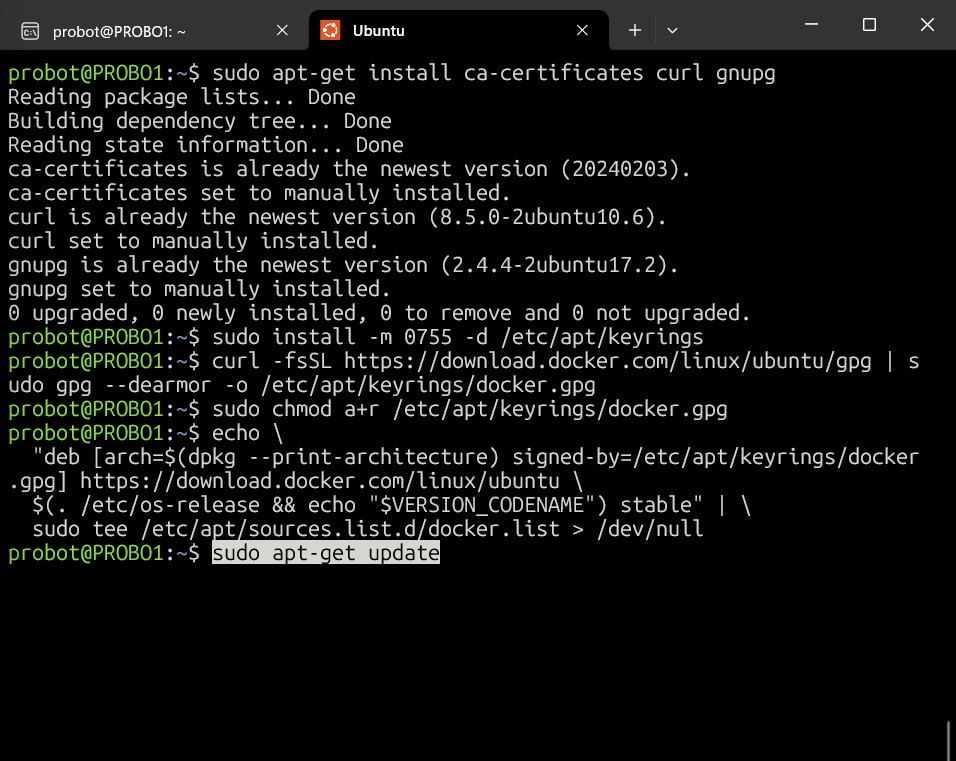 probot@PROBO1: ~
Ubuntu
probot@PROBO1:~$ sudo apt-get install ca-certificates curl gnupg
Reading package lists... Done
Building dependency tree... Done
Reading state information... Done
ca-certificates is already the newest version (20240203).
ca-certificates set to manually installed.
curl is already the newest version (8.5.0-2ubuntu10.6).
curl set to manually installed.
gnupg is already the newest version (2.4.4-2ubuntu17.2).
gnupg set to manually installed.
0 upgraded, 0 newly installed, 0 to remove and 0 not upgraded.
probot@PROBO1:~$ sudo install -m 0755 -d /etc/apt/keyrings
probot@PROBO1:~$ curl -fsSL https://download.docker.com/linux/ubuntu/gpg | s
udo gpg --dearmor -o /etc/apt/keyrings/docker.gpg
probot@PROBO1:~$ sudo chmod a+r /etc/apt/keyrings/docker.gpg
probot@PROBO1:~$ echo \
  "deb [arch=$(dpkg --print-architecture) signed-by=/etc/apt/keyrings/docker
.gpg] https://download.docker.com/linux/ubuntu \
  $(. /etc/os-release && echo "$VERSION_CODENAME") stable" | \
  sudo tee /etc/apt/sources.list.d/docker.list > /dev/null
probot@PROBO1:~$ sudo apt-get update